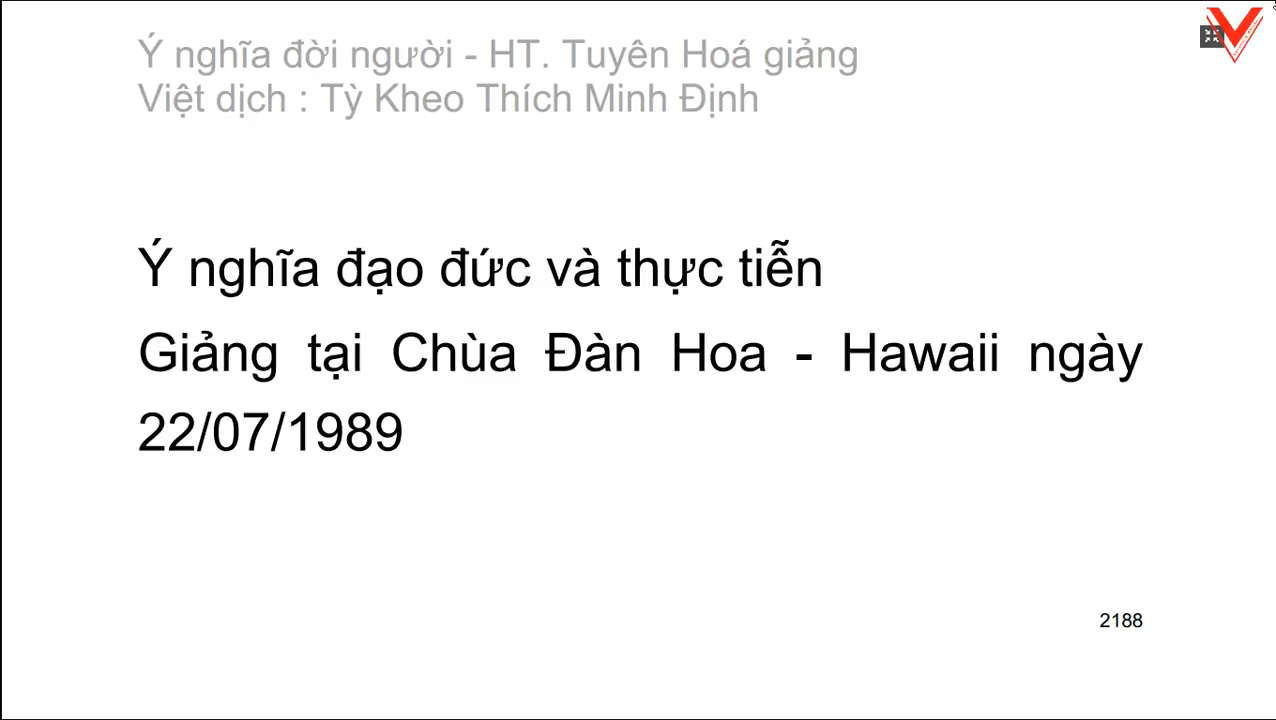 Ý nghĩa đời người - HT. Tuyên Hoá giảng
Việt dịch : Tỳ Kheo Thích Minh Định
Ý nghĩa đạo đức và thực tiễn
Giảng tại Chùa Đàn Hoa - Hawaii ngày
22/07/1989
2188